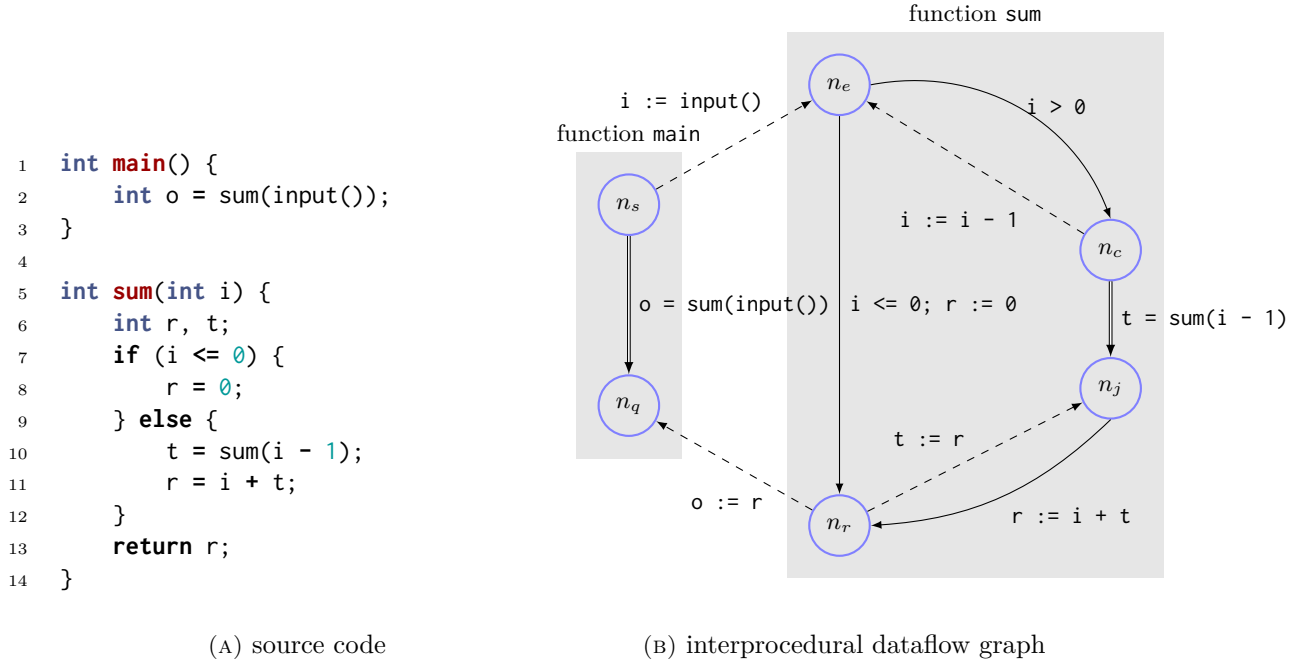 1 int main() {
2 int o = sum(input());
3 }
4
5 int sum(int i) {
6 int r, t;
7 if (i <= 0) {
8 r = 0;
9 } else {
10 t = sum(i - 1);
11 r = i + t;
12 }
13 return r;
14 }
(A) source code
function sum
n_e
i := input()
i > 0
function main
n_s
i := i - 1
n_c
o = sum(input())
i <= 0; r := 0
t = sum(i - 1)
n_q
n_j
t := r
o := r
n_r
r := i + t
(B) interprocedural dataflow graph